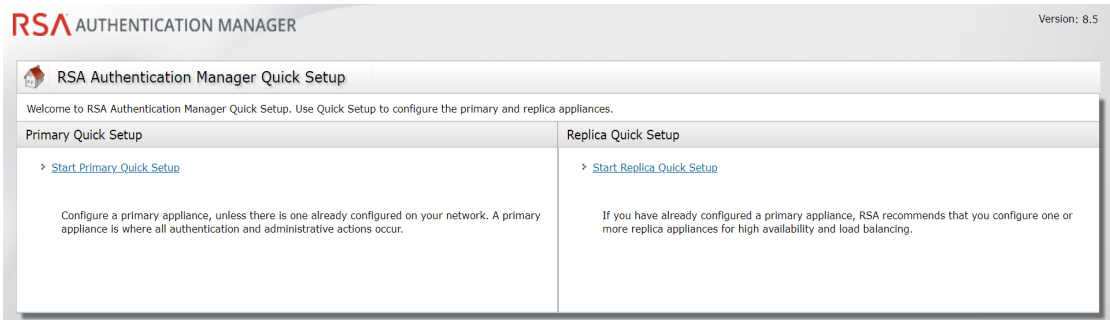 RSA AUTHENTICATION MANAGER
Version: 8.5
RSA Authentication Manager Quick Setup
Welcome to RSA Authentication Manager Quick Setup. Use Quick Setup to configure the primary and replica appliances.
Primary Quick Setup
Start Primary Quick Setup
Configure a primary appliance, unless there is one already configured on your network. A primary
appliance is where all authentication and administrative actions occur.
Replica Quick Setup
Start Replica Quick Setup
If you have already configured a primary appliance, RSA recommends that you configure one or
more replica appliances for high availability and load balancing.